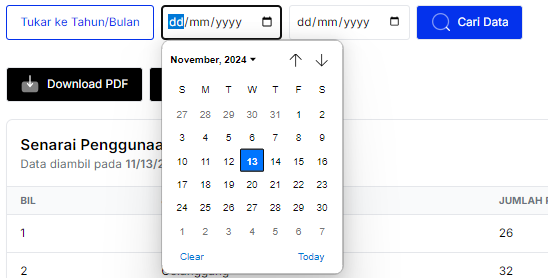 Tukar ke Tahun/Bulan dd/mm/yyyy dd/mm/yyyy Cari Data
November, 2024
Download PDF
S M T W T F S
27 28 29 30 31 1 2
3 4 5 6 7 8 9
10 11 12 13 14 15 16
17 18 19 20 21 22 23
24 25 26 27 28 29 30
1 2 3 4 5 6 7
Clear Today
Senarai Penggunaa
Data diambil pada 11/13/2
BIL JUMLAH
1 26
2 32